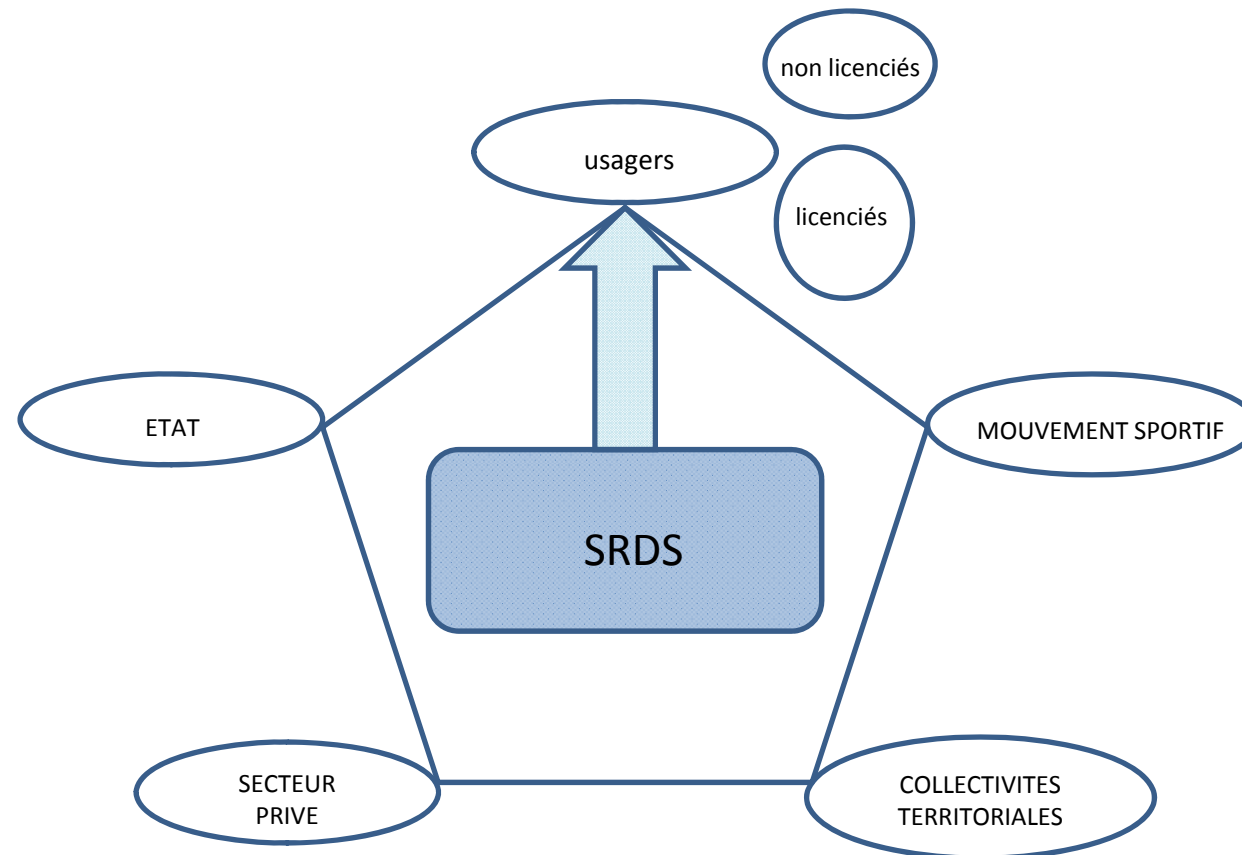 non licenciés
usagers
licenciés
ETAT
MOUVEMENT SPORTIF
SRDS
SECTEUR
PRIVE
COLLECTIVITES
TERRITORIALES